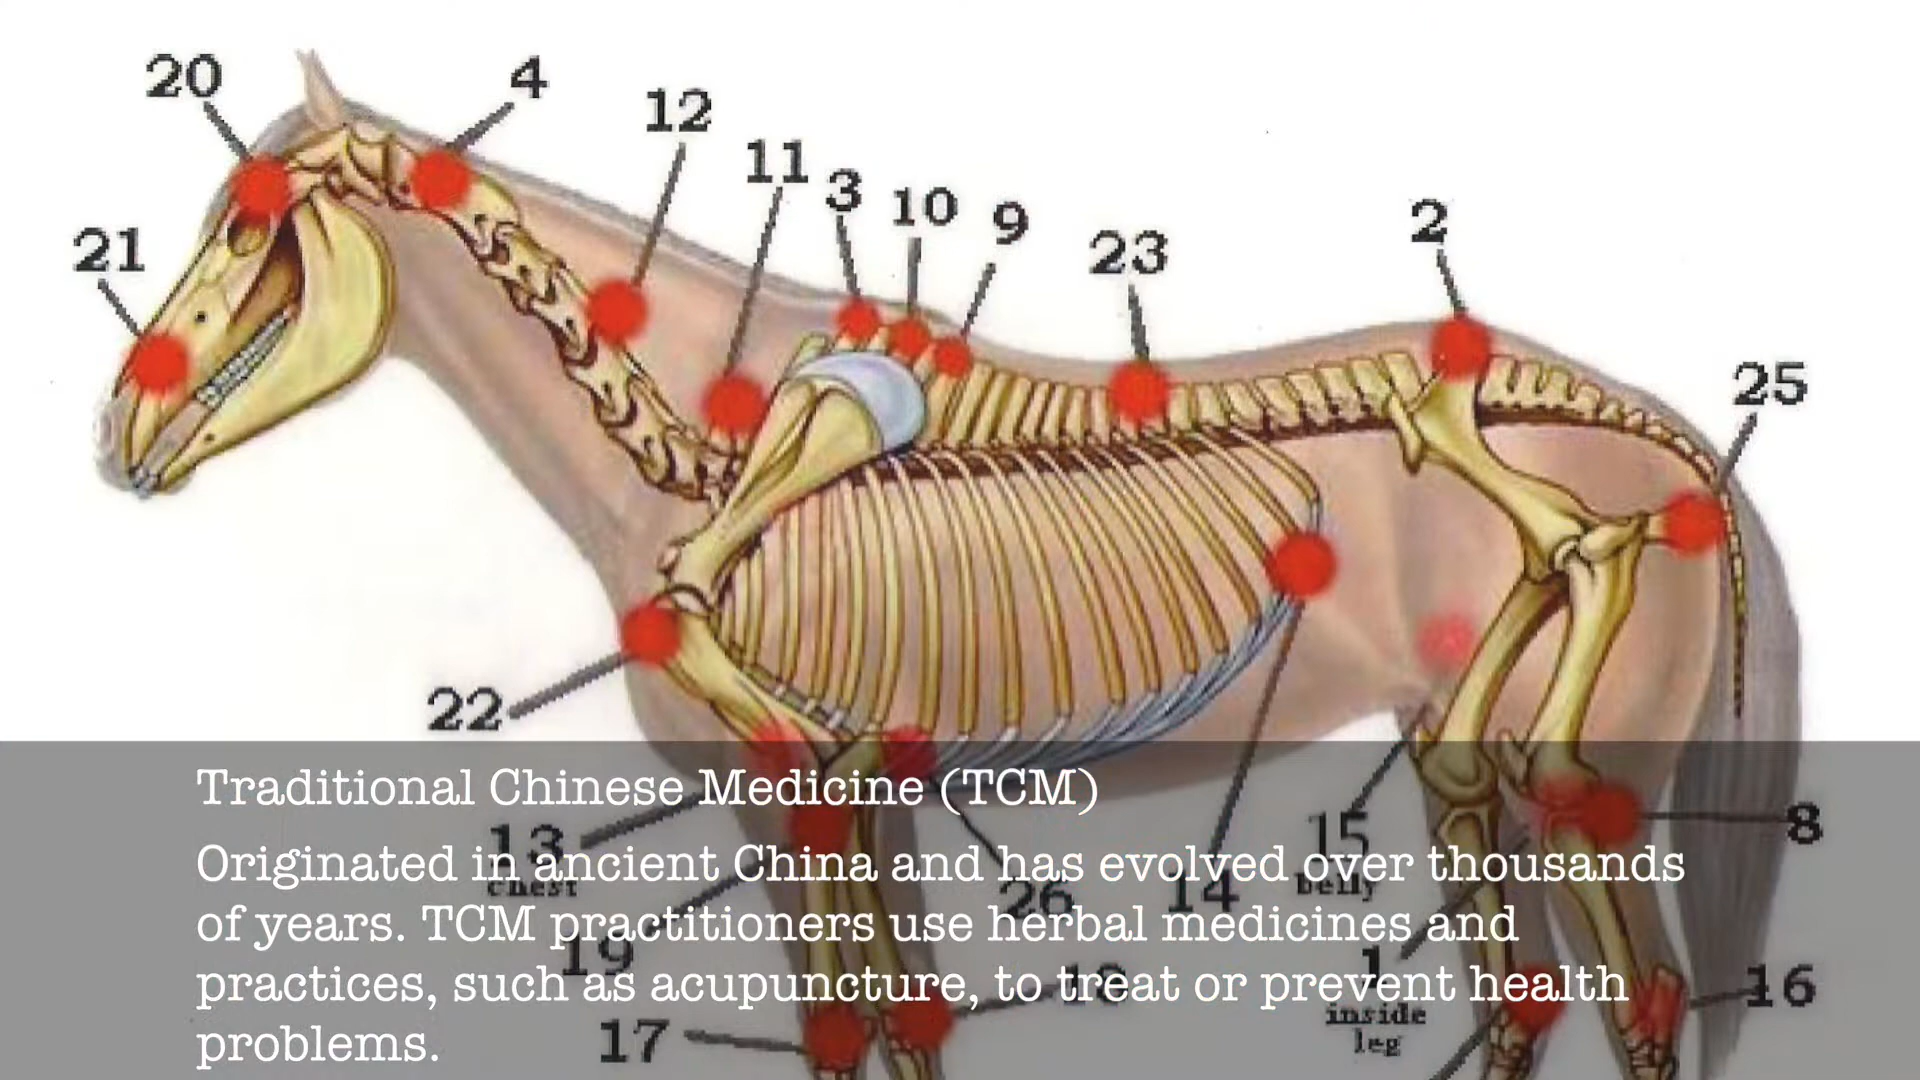 20
4
12
11
3
10
9
2
23
21
25
22
Traditional Chinese Medicine (TCM)
13
8
15
Originated in ancient China and has evolved over thousands
chest
26
14
belly
of years. TCM practitioners use herbal medicines and
19
1
practices, such as acupuncture, to treat or prevent health
18
16
inside
leg
17
problems.